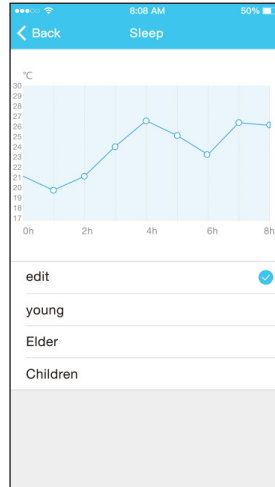 8:08 AM 50%
Back Sleep
°C
30
29
28
27
26
25
24
23
22
21
20
19
18
17
0h 2h 4h 6h 8h
edit
young
Elder
Children